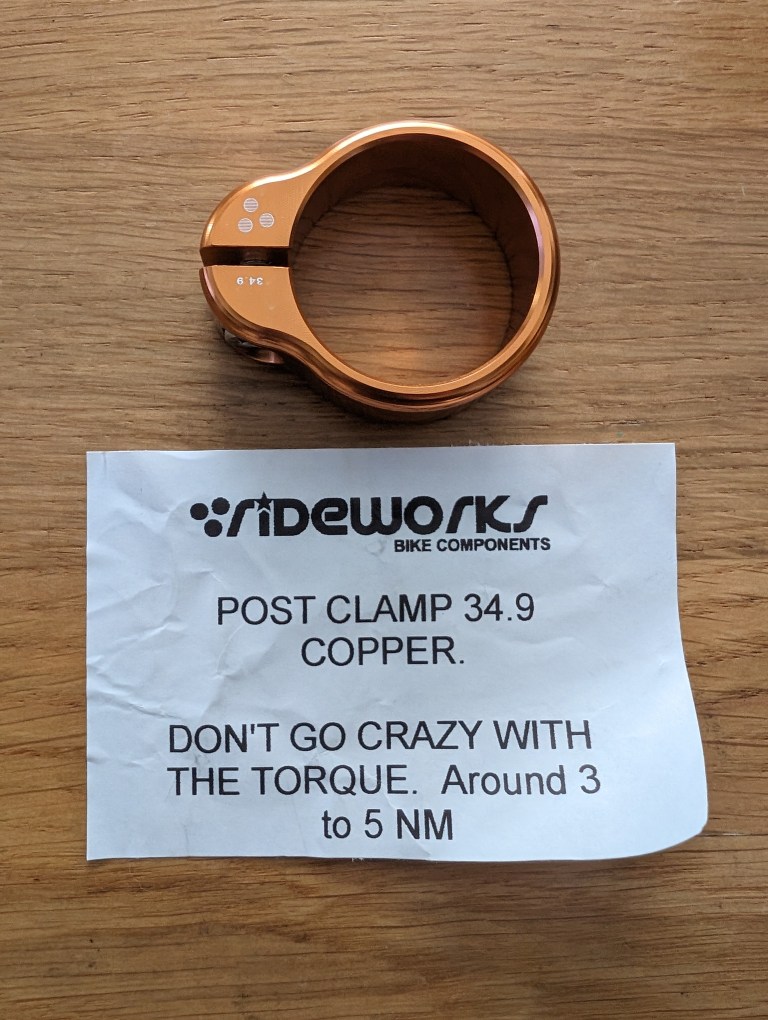 34.9
rideworks
BIKE COMPONENTS
POST CLAMP 34.9
COPPER.
DON'T GO CRAZY WITH
THE TORQUE. Around 3
to 5 NM